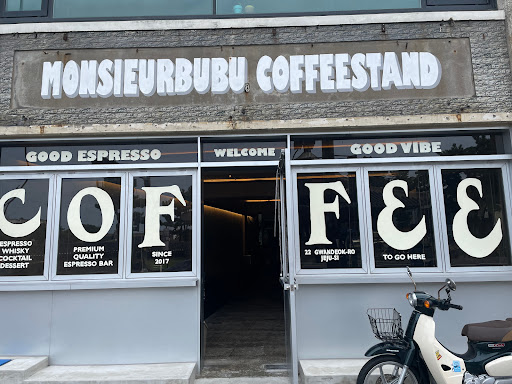 MONSIEURBUBU COFFEESTAND
GOOD ESPRESSO
WELCOME
GOOD VIBE
COFFEE
ESPRESSO
WHISKY
COCKTAIL
DESSERT
PREMIUM
QUALITY
ESPRESSO BAR
SINCE
2017
22 GWANDEOK-RO
JEJU-SI
TO GO HERE